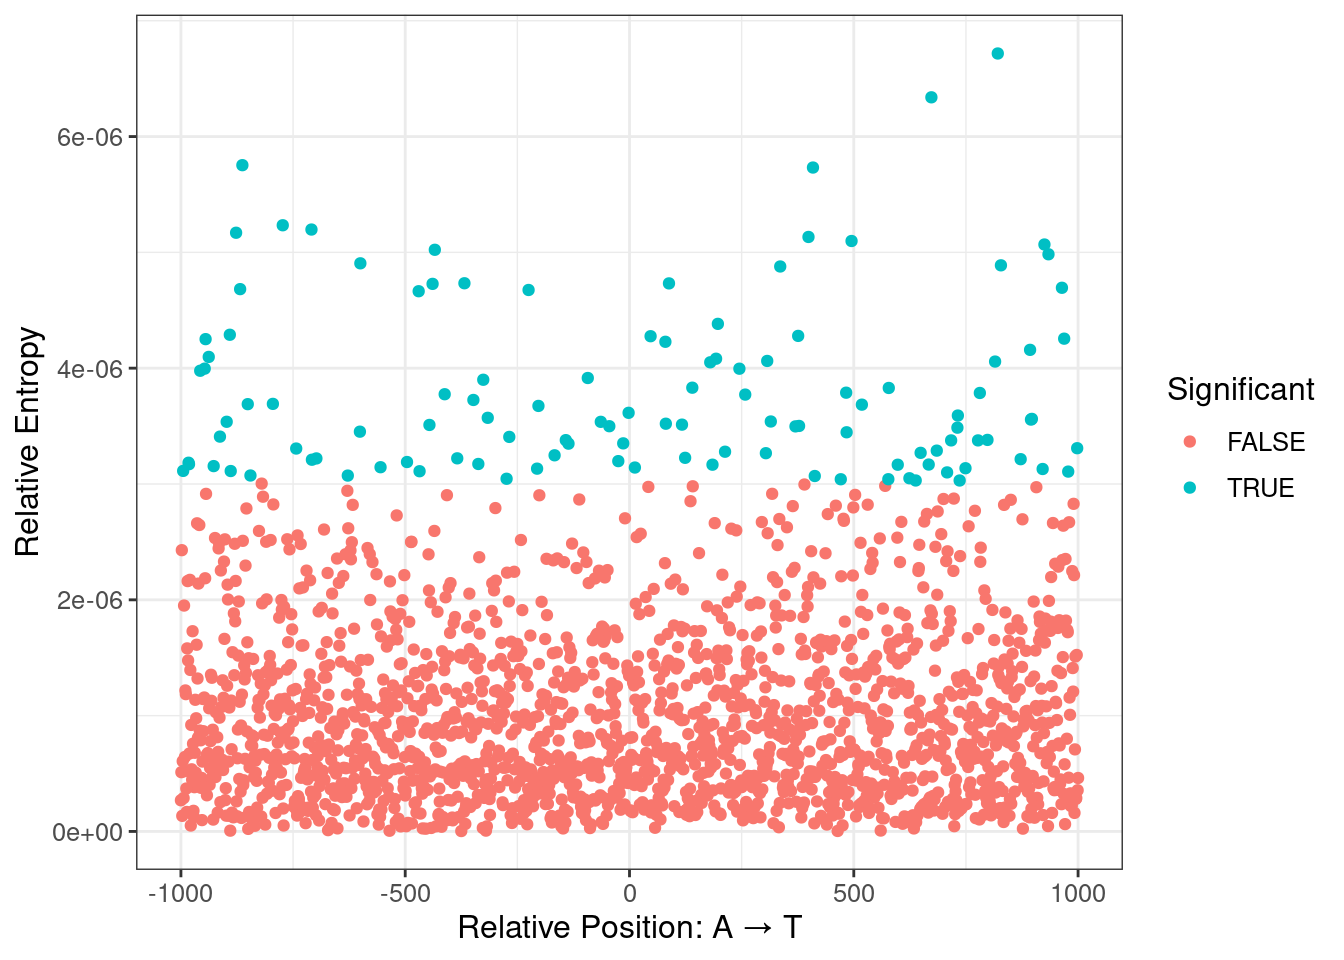 6e-06
4e-06
2e-06
0e+00
Relative Entropy
-1000
-500
0
500
1000
Relative Position: A → T
Significant
FALSE
TRUE